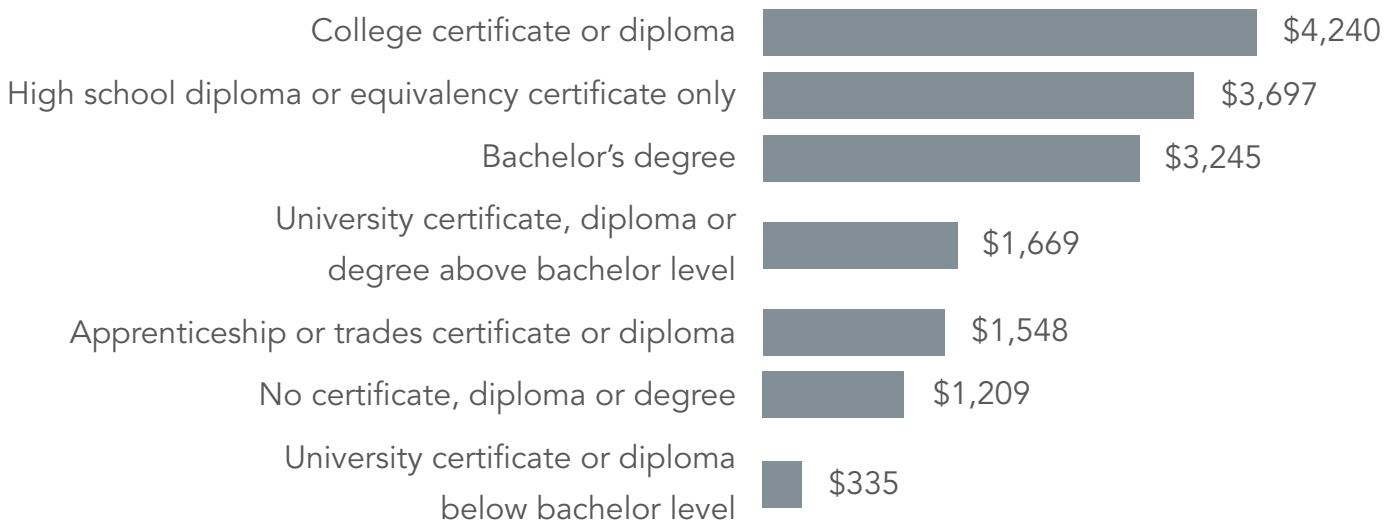 College certificate or diploma $4,240
High school diploma or equivalency certificate only $3,697
Bachelor’s degree $3,245
University certificate, diploma or
degree above bachelor level $1,669
Apprenticeship or trades certificate or diploma $1,548
No certificate, diploma or degree $1,209
University certificate or diploma
below bachelor level $335